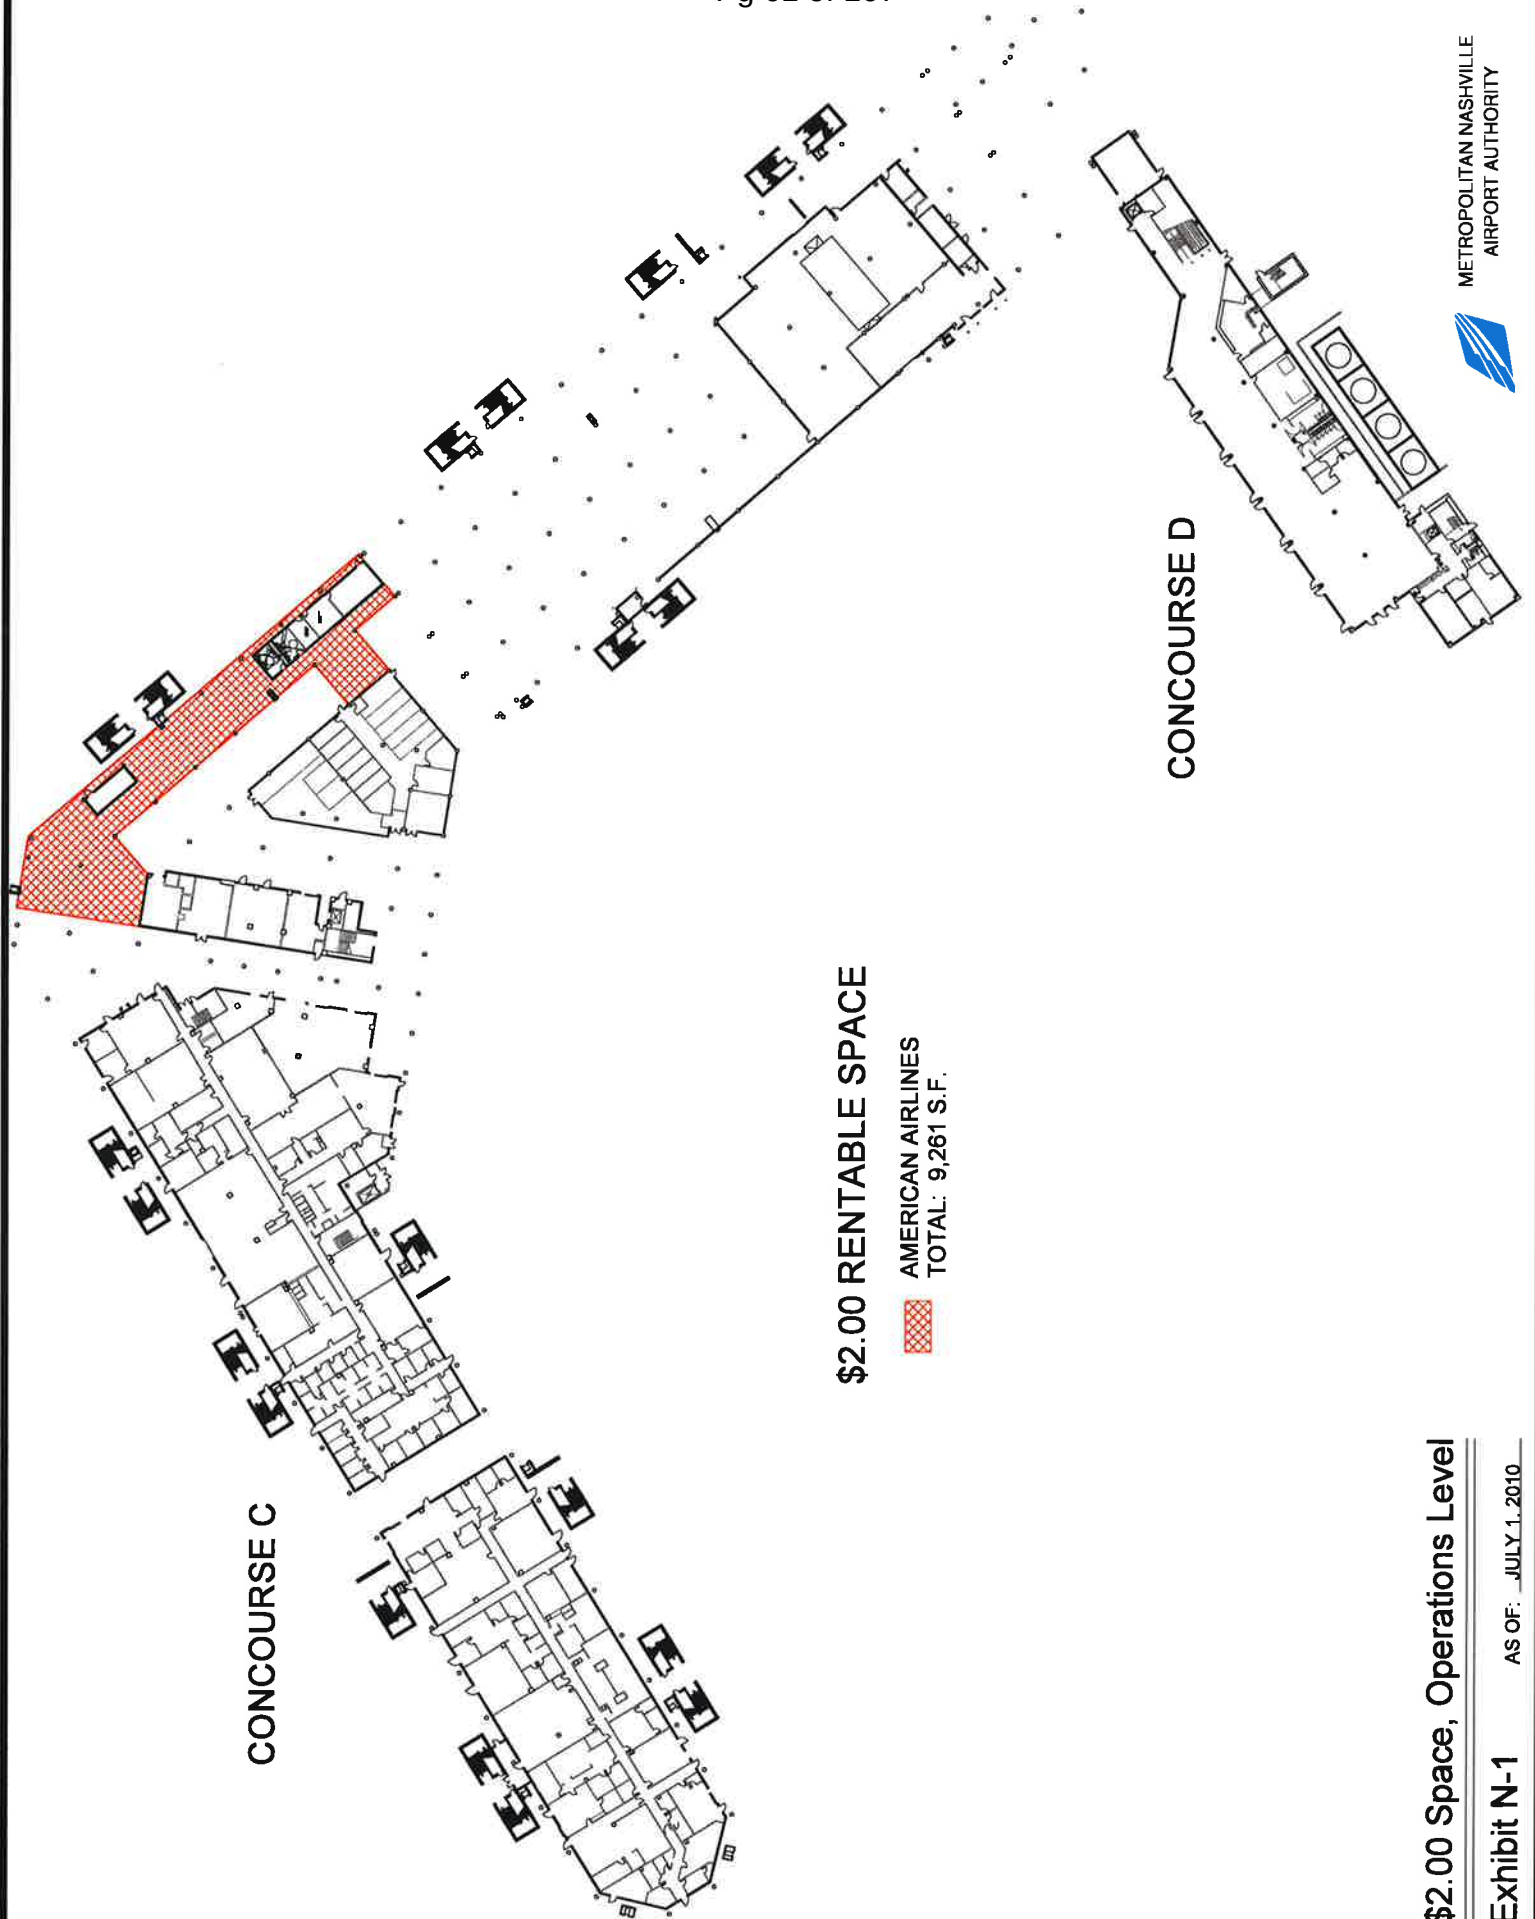 CONCOURSE C
CONCOURSE D
$2.00 RENTABLE SPACE
AMERICAN AIRLINES
TOTAL: 9,261 S.F.
METROPOLITAN NASHVILLE
AIRPORT AUTHORITY
$2.00 Space, Operations Level
Exhibit N-1
AS OF: JULY 1, 2010